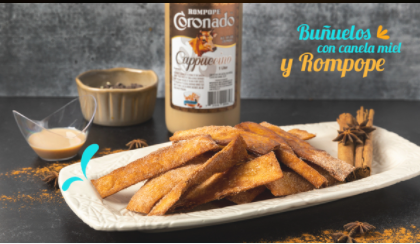 ROMPOPE
Coronado
Cappuccino
Buñuelos
con canela miel
y Rompope